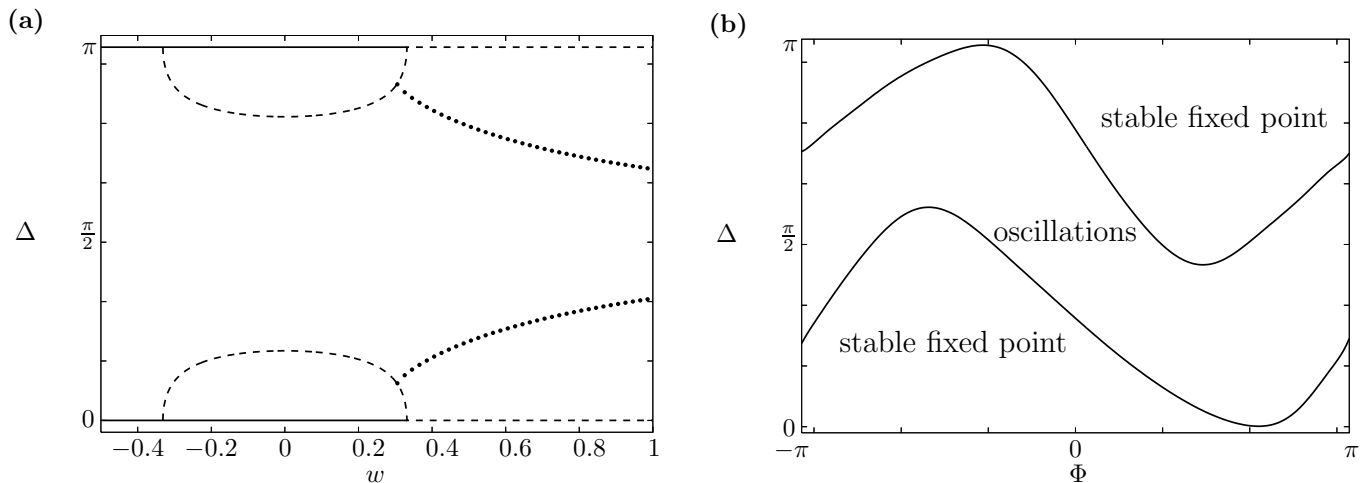 (a)
π
Δ
π/2
0
−0.4 −0.2 0 0.2 0.4 0.6 0.8 1
w
(b)
π
stable fixed point
Δ
π/2
oscillations
stable fixed point
0
−π 0 π
Φ